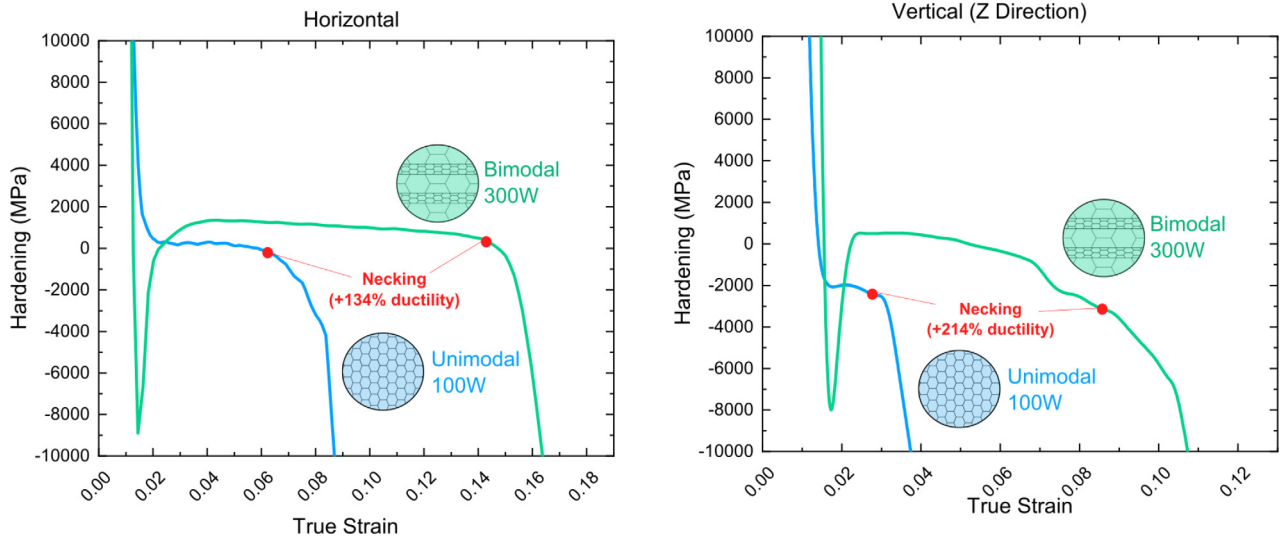 Horizontal
Hardening (MPa)
10000
8000
6000
4000
2000
0
-2000
-4000
-6000
-8000
-10000
0.00
0.02
0.04
0.06
0.08
0.10
0.12
0.14
0.16
0.18
True Strain
Bimodal
300W
Necking
(+134% ductility)
Unimodal
100W
Vertical (Z Direction)
Hardening (MPa)
10000
8000
6000
4000
2000
0
-2000
-4000
-6000
-8000
-10000
0.00
0.02
0.04
0.06
0.08
0.10
0.12
True Strain
Bimodal
300W
Necking
(+214% ductility)
Unimodal
100W